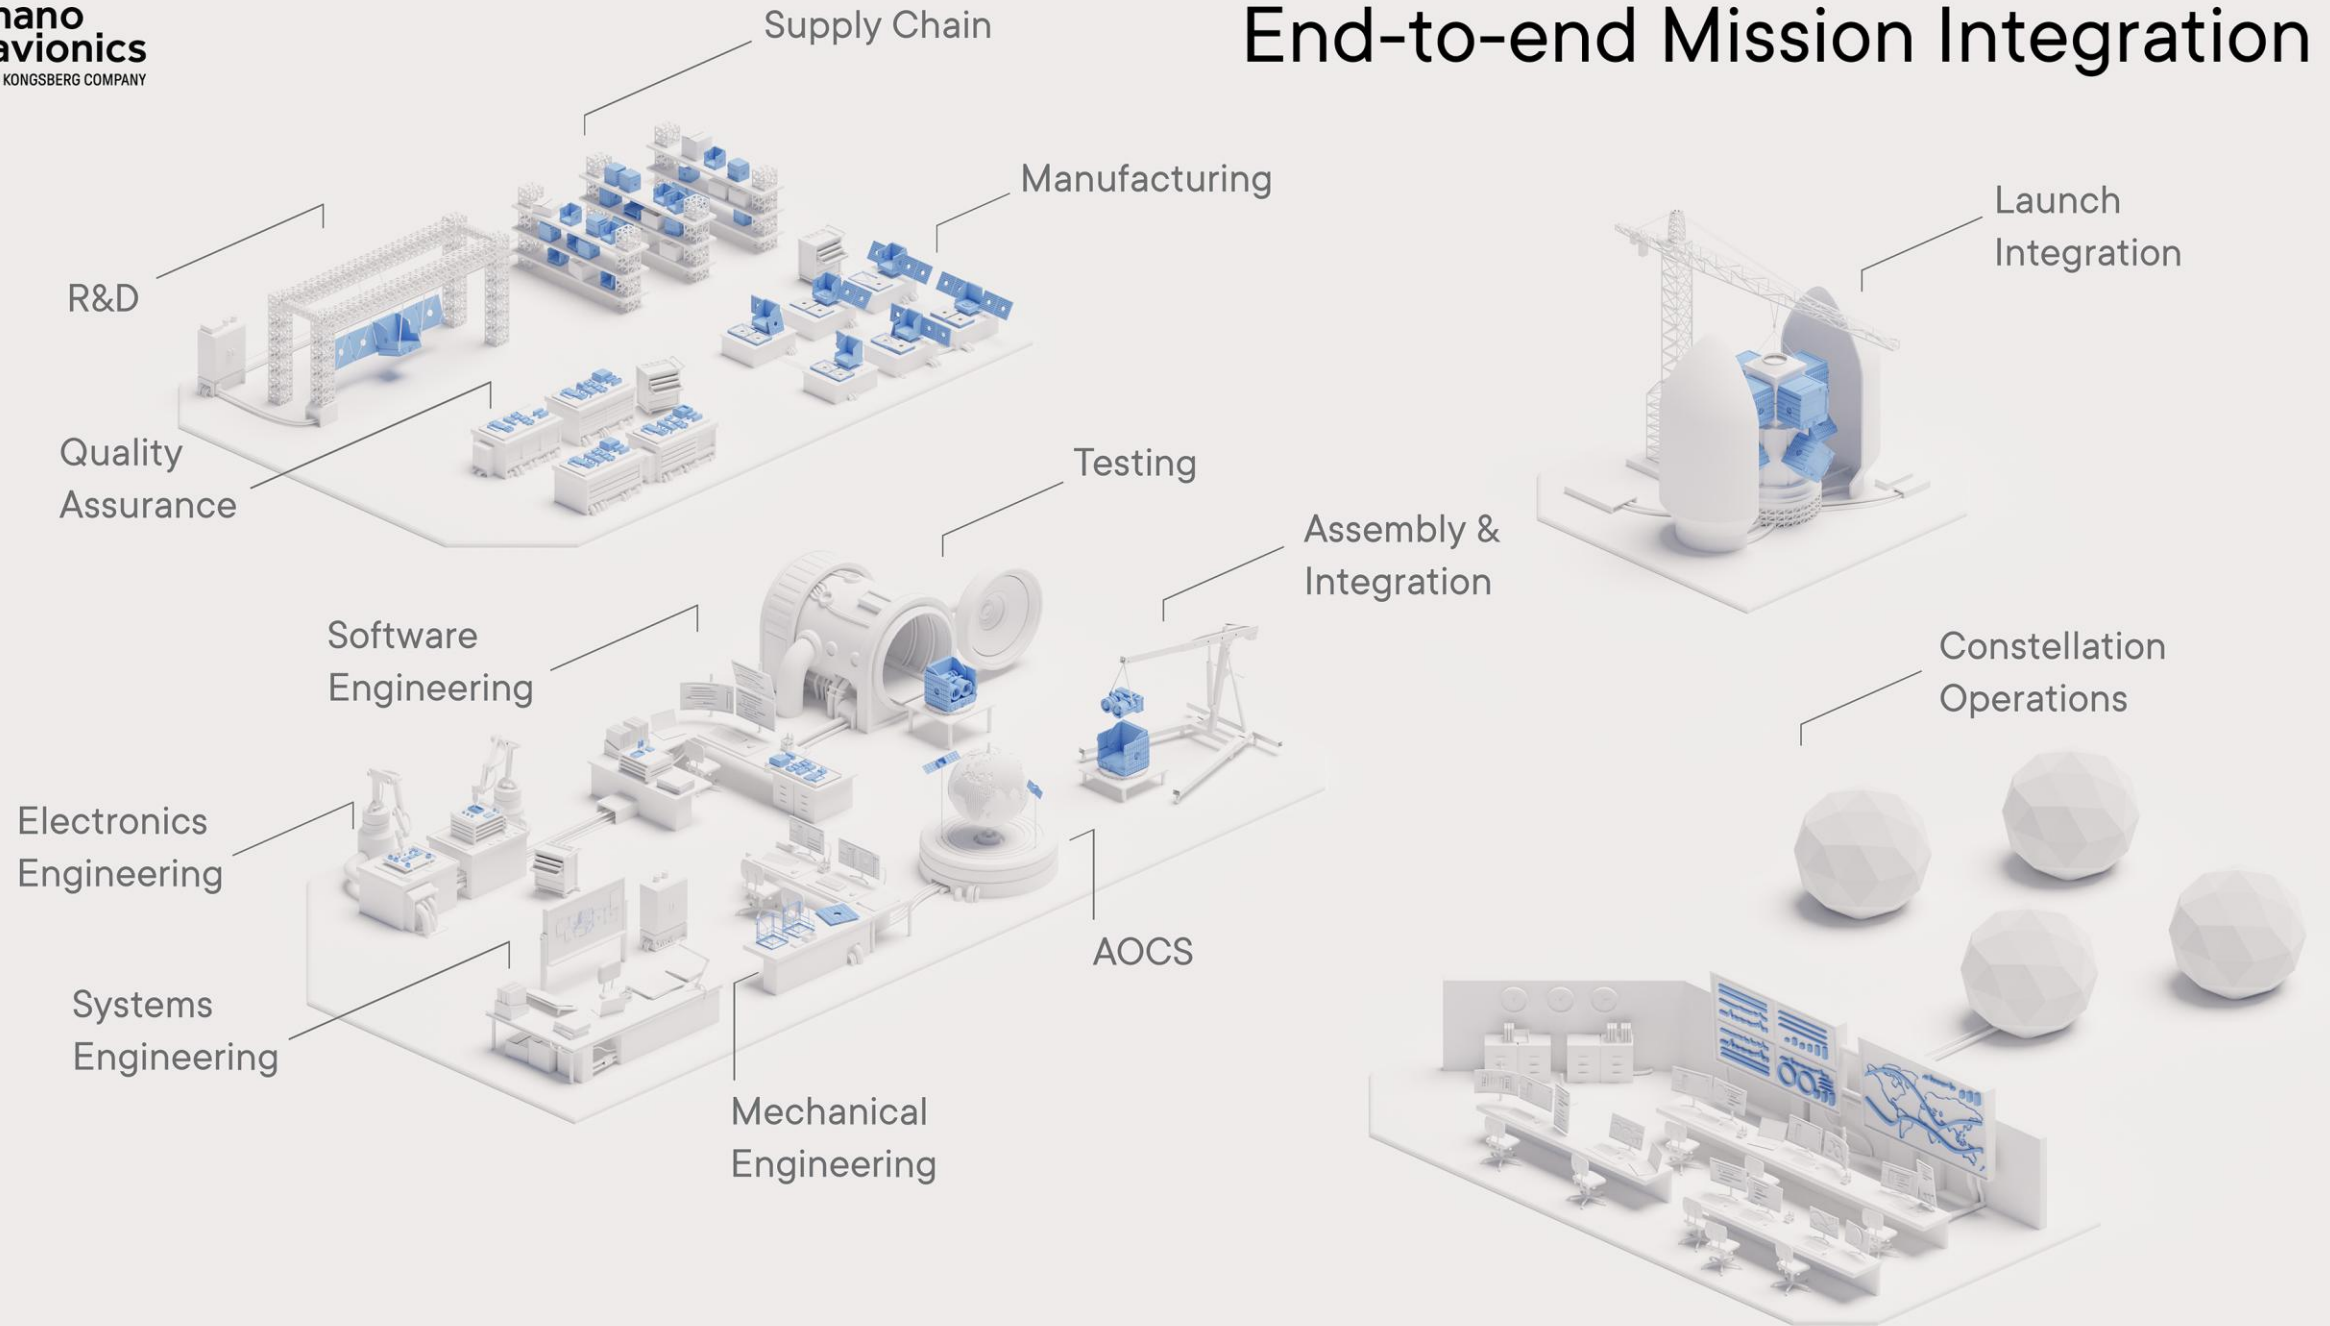 nano
avionics
KONGSBERG COMPANY
End-to-end Mission Integration
Supply Chain
Manufacturing
Launch
Integration
R&D
Quality
Assurance
Testing
Assembly &
Integration
Software
Engineering
Constellation
Operations
Electronics
Engineering
AOCS
Systems
Engineering
Mechanical
Engineering